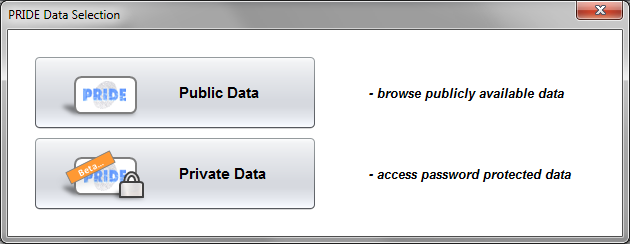 PRIDE Data Selection
PRIDE
Public Data
- browse publicly available data
Beta...
PRIDE
Private Data
- access password protected data